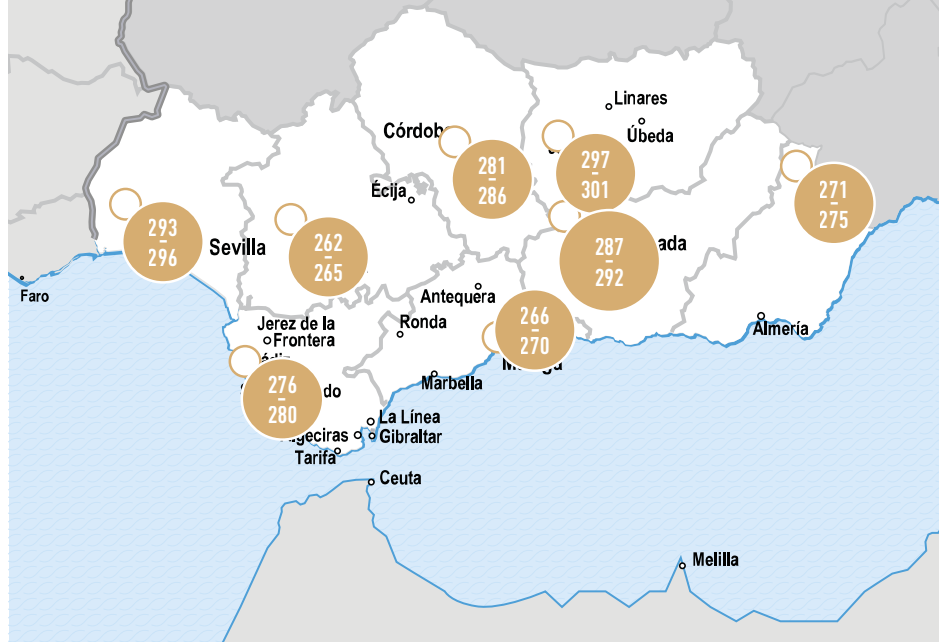 Linares
Úbeda
Córdob
Écija
281
286
297
301
271
275
293
296
Sevilla
262
265
287
292
ada
Faro
Antequera
Ronda
266
270
Almería
Jerez de la
Frontera
Marbella
276
280
do
La Línea
geciras
Gibraltar
Tarifa
Ceuta
Melilla